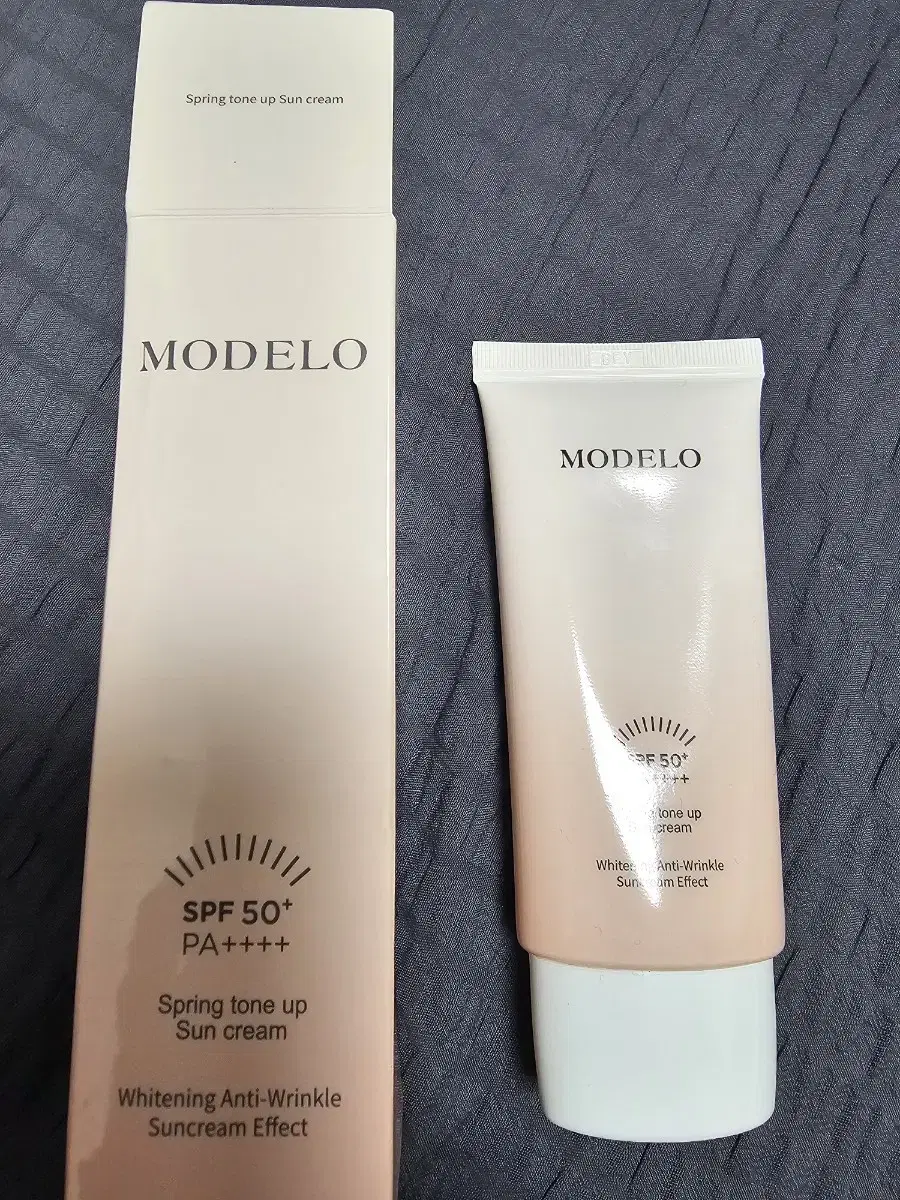 Spring tone up Sun cream
MODELO
SPF 50+
PA++++
Spring tone up
Sun cream
Whitening Anti-Wrinkle
Suncream Effect
MODELO
50+
tone up
Anti-Wrinkle
Effect